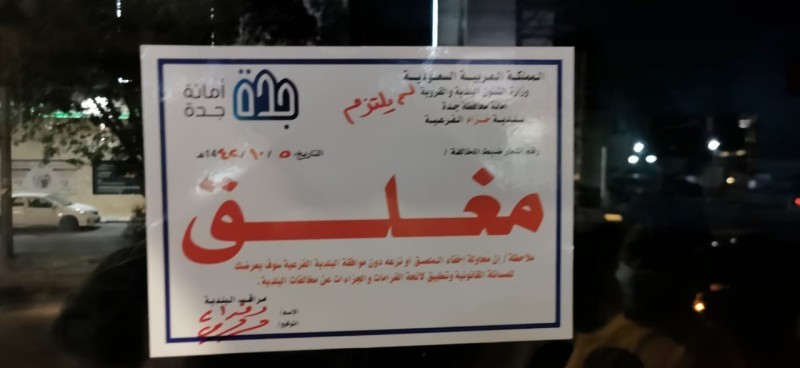 المملكة العربية السعودية
وزارة الشئون البلدية والقروية
أمانة محافظة جدة
بلدية حزام الفرعية
أمانة
جدة
جدة
لم يلتزم
رقم إشعار ضبط المخالفة /
التاريخ: ٥ / ١٠ / ١٤٤٢هـ
مغلق
ملاحظة / إن محاولة إخفاء الملصق أو نزعه دون موافقة البلدية الفرعية سوف يعرضك
للمسائلة القانونية وتطبيق لائحة الغرامات والجزاءات عن مخالفات البلدية .
مراقب البلدية
الاسم/
التوقيع/